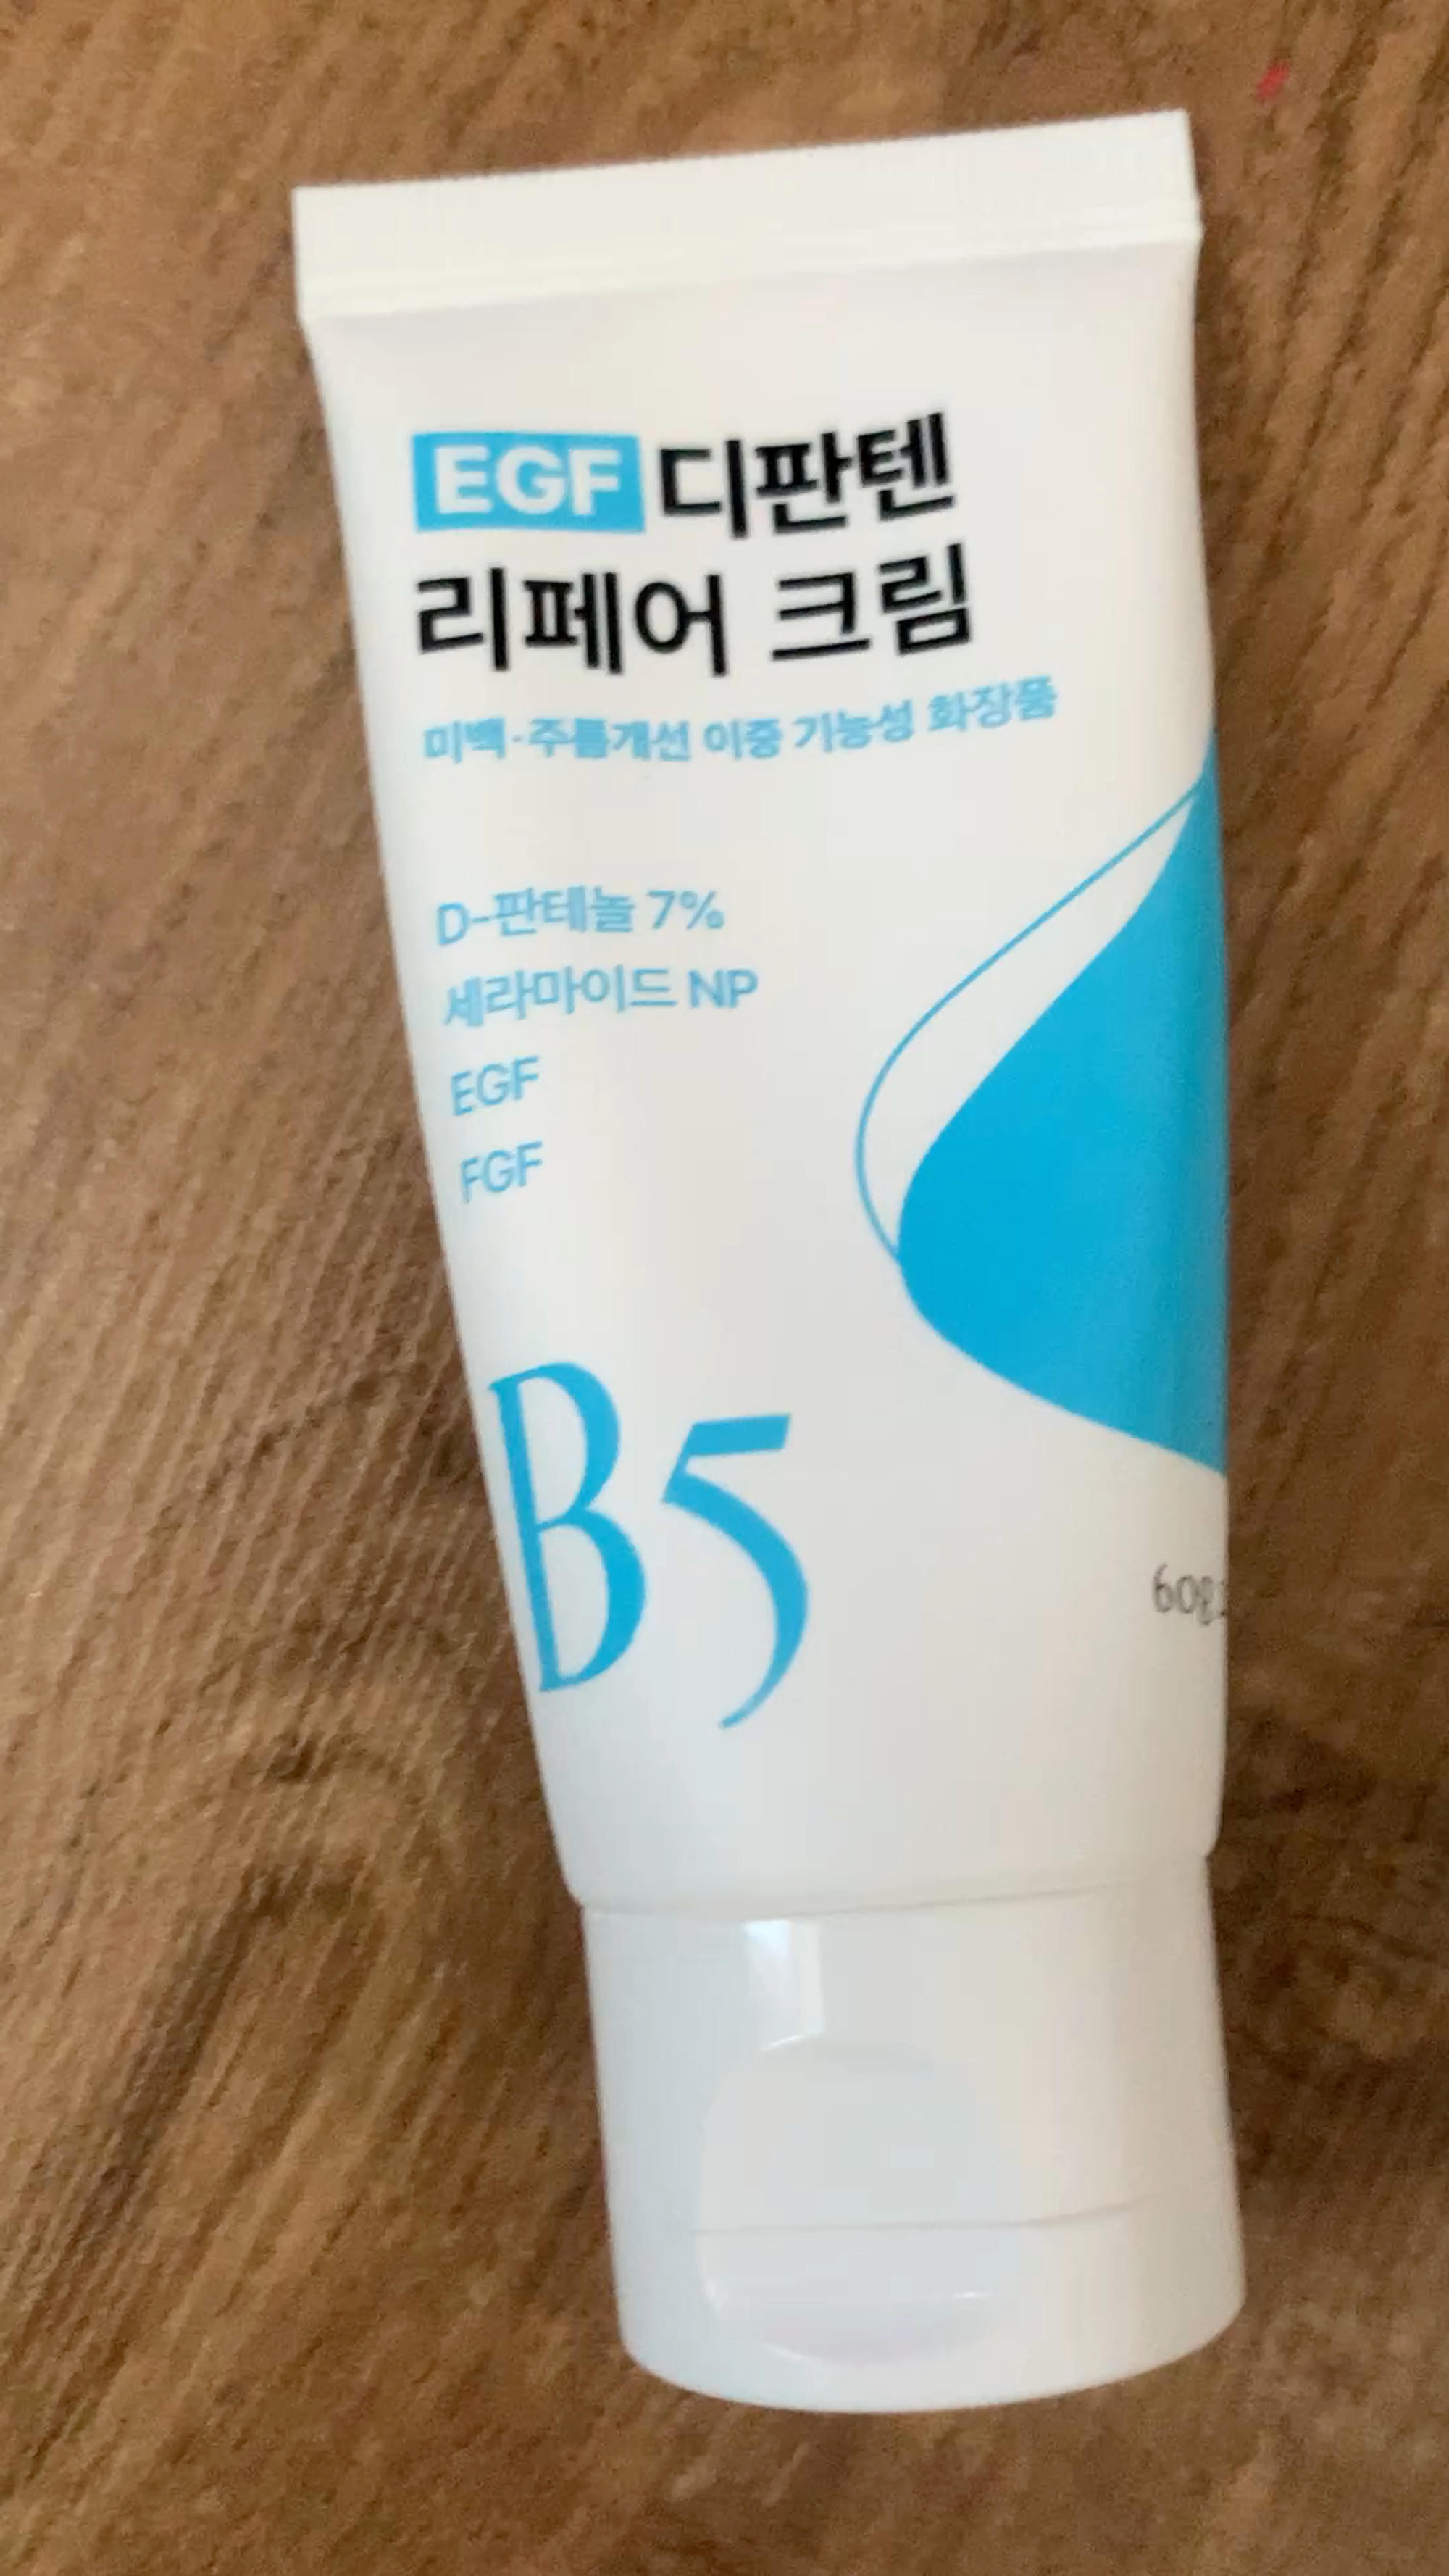 EGF 디판텐
리페어 크림
미백·주름개선 이중 기능성 화장품
D-판테놀 7%
세라마이드 NP
EGF
FGF
B5
60g